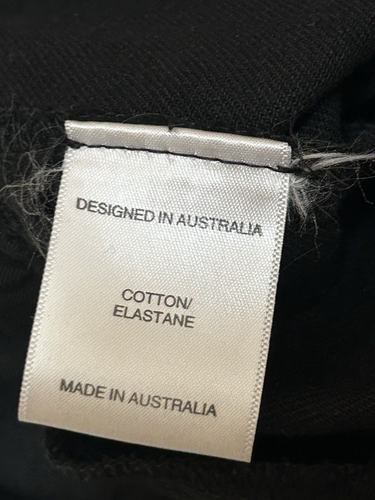 DESIGNED IN AUSTRALIA
COTTON/
ELASTANE
MADE IN AUSTRALIA